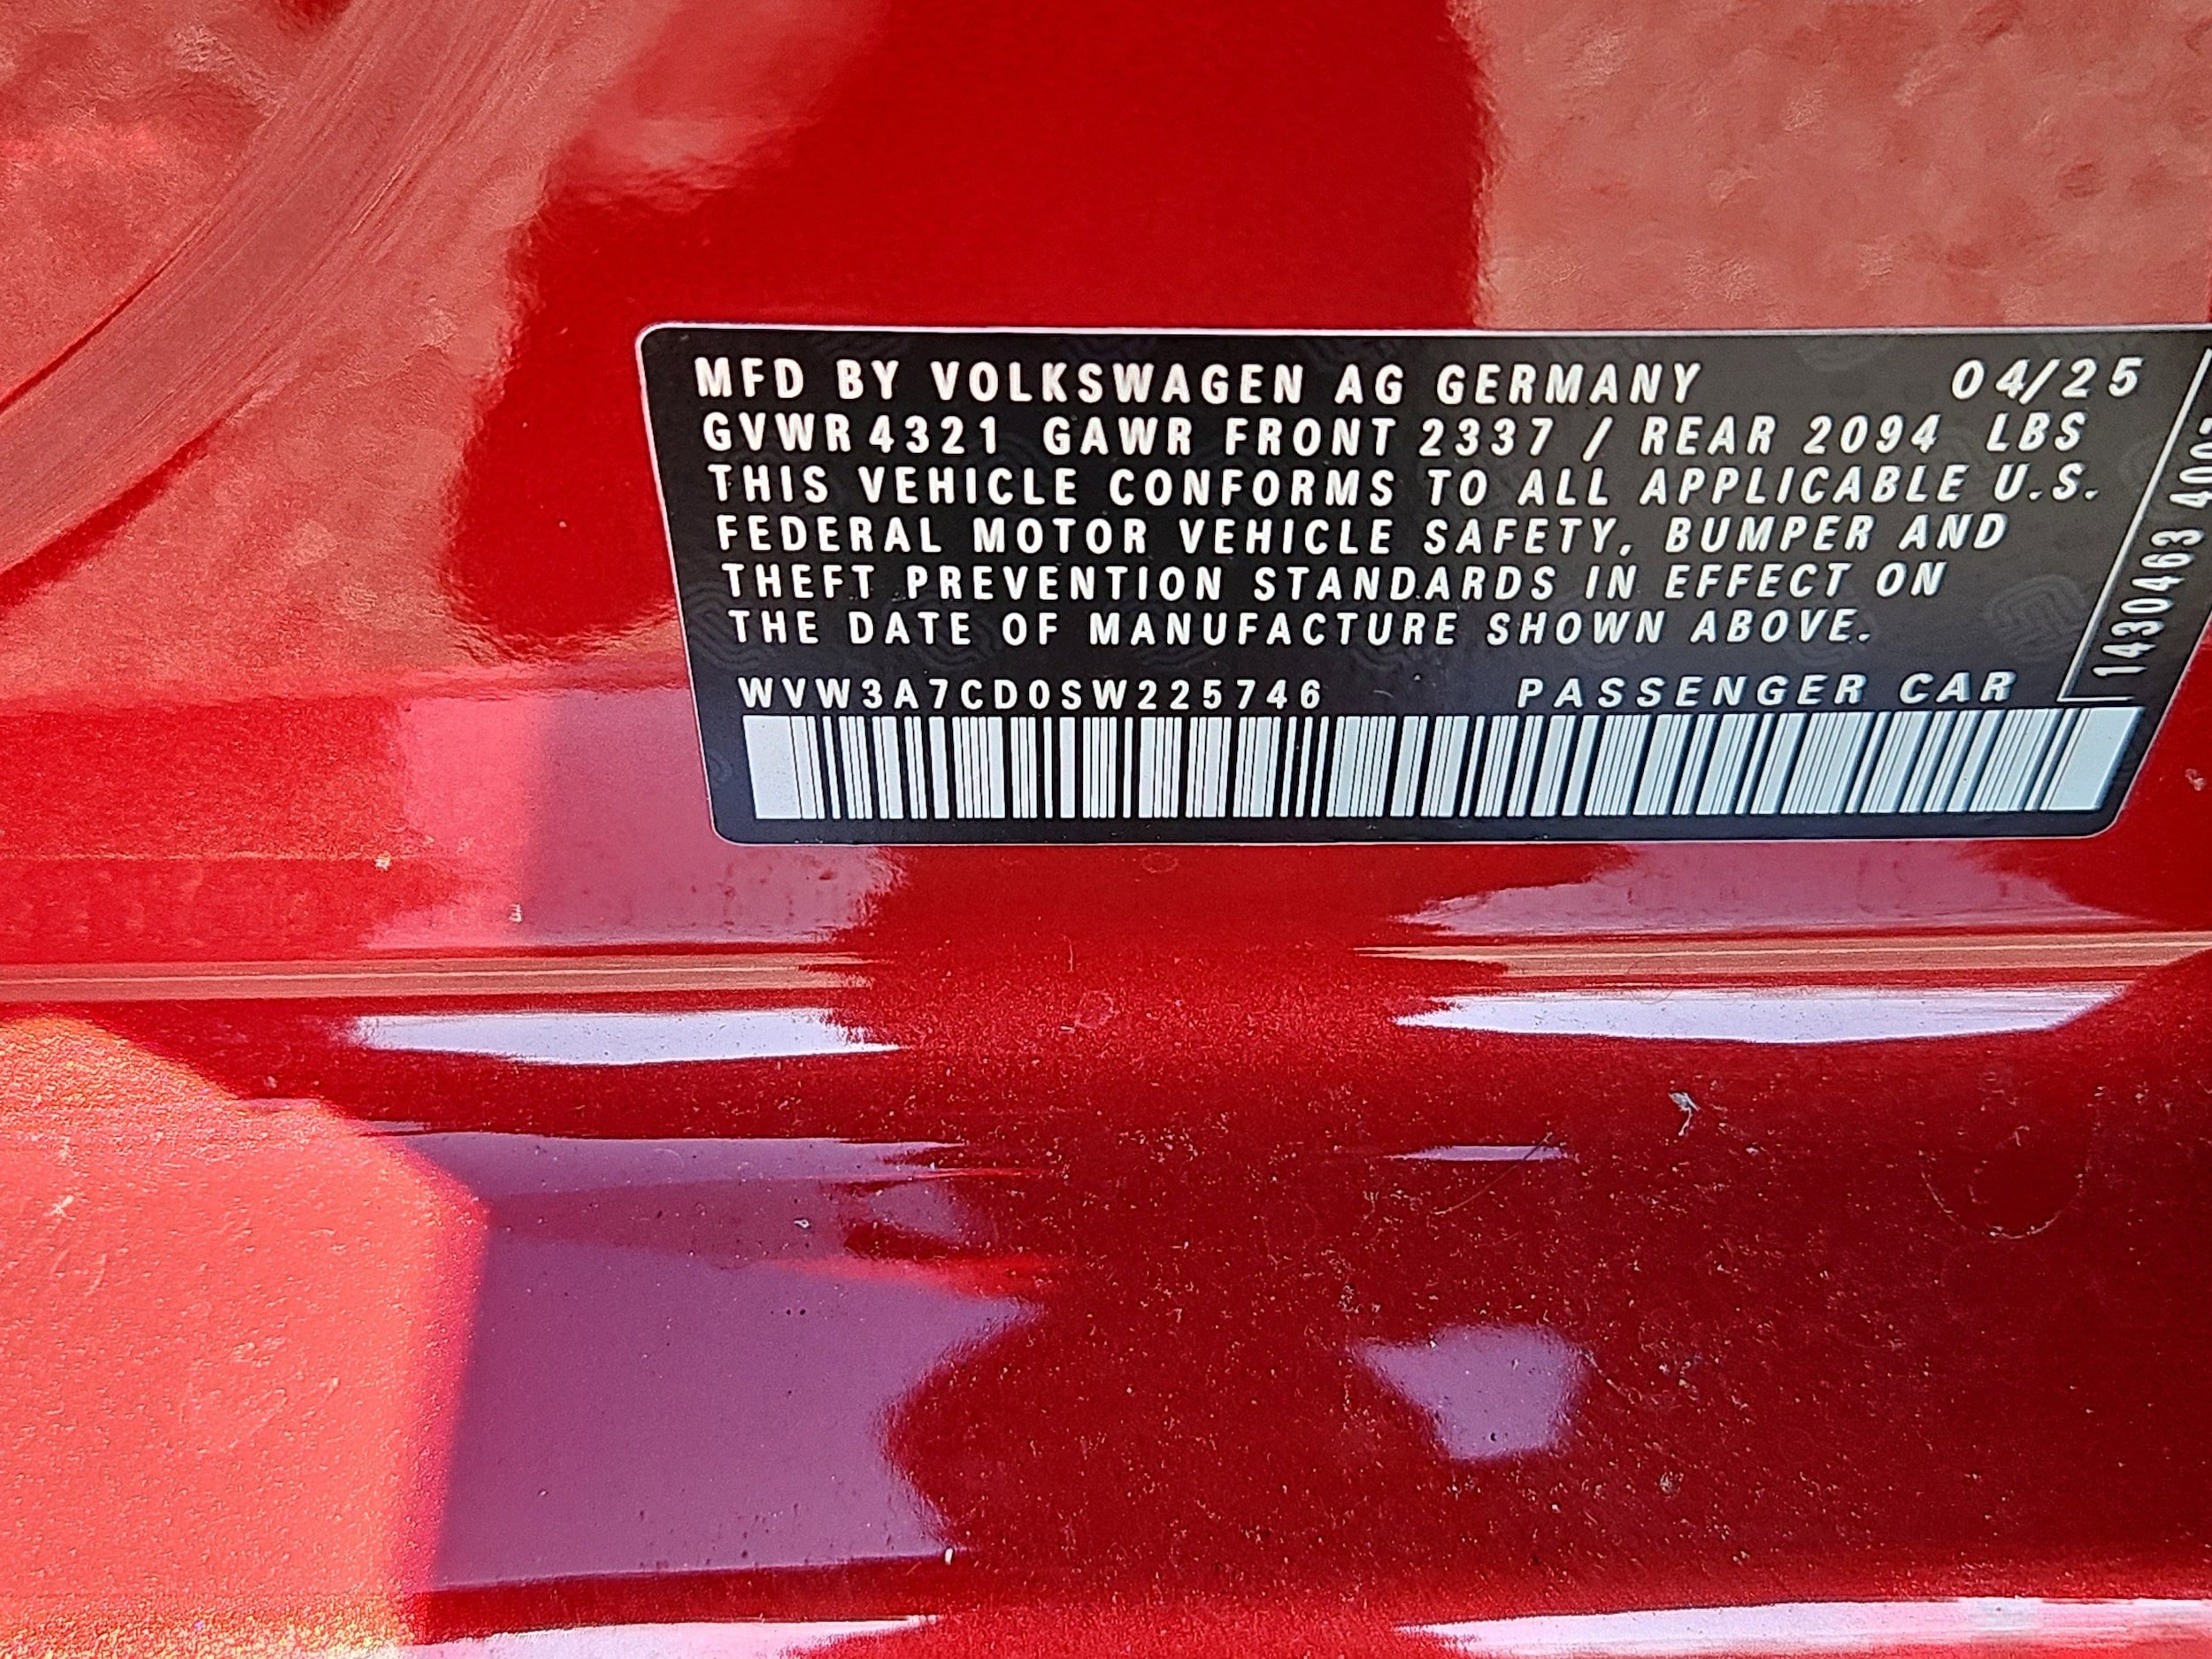 MFD BY VOLKSWAGEN AG GERMANY 04/25
GVWR 4321 GAWR FRONT 2337 / REAR 2094 LBS
THIS VEHICLE CONFORMS TO ALL APPLICABLE U.S.
FEDERAL MOTOR VEHICLE SAFETY, BUMPER AND
THEFT PREVENTION STANDARDS IN EFFECT ON
THE DATE OF MANUFACTURE SHOWN ABOVE.
WVW3A7CD0SW225746 PASSENGER CAR
1430463